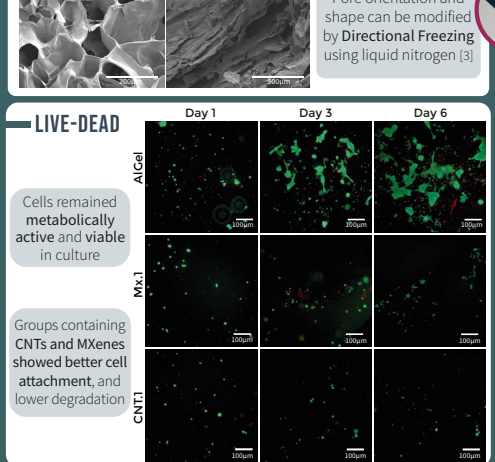 Pore orientation and
shape can be modified
by Directional Freezing
using liquid nitrogen [3]
200μm
200μm
LIVE-DEAD
Day 1
Day 3
Day 6
AlGel
100μm
100μm
100μm
Cells remained
metabolically
active and viable
in culture
Mx.1
100μm
100μm
100μm
Groups containing
CNTs and MXenes
showed better cell
attachment, and
lower degradation
CNT.1
100μm
100μm
100μm